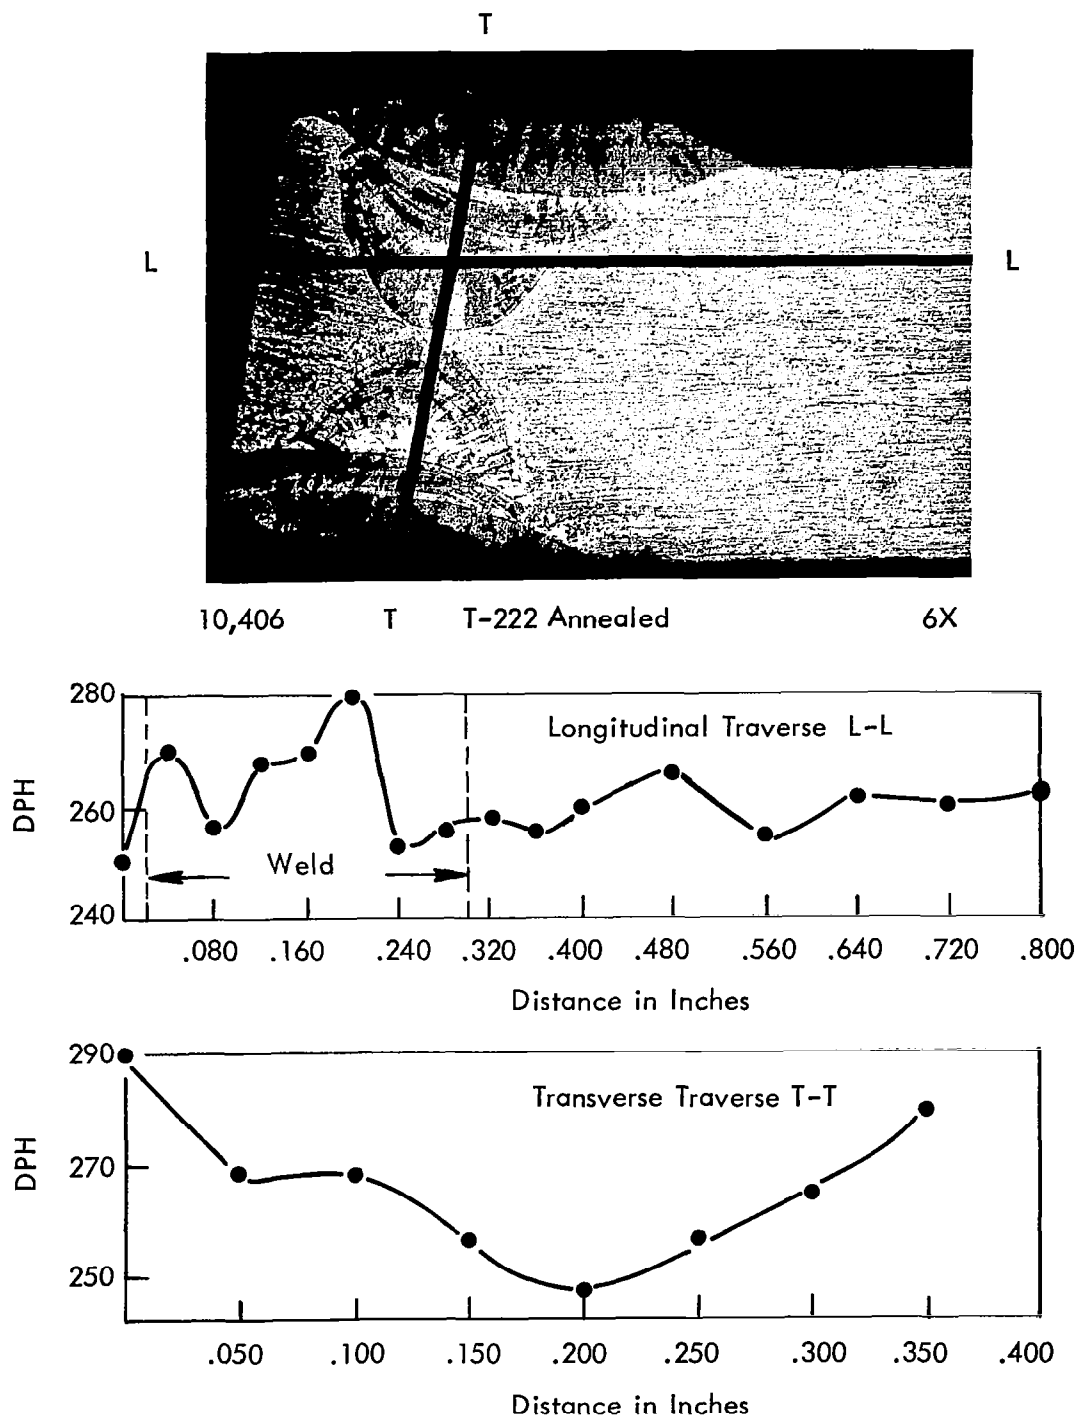 T
L L
10,406 T T-222 Annealed 6X
280
Longitudinal Traverse L-L
DPH
260
Weld
240
.080 .160 .240 .320 .400 .480 .560 .640 .720 .800
Distance in Inches
290
Transverse Traverse T-T
DPH
270
250
.050 .100 .150 .200 .250 .300 .350 .400
Distance in Inches